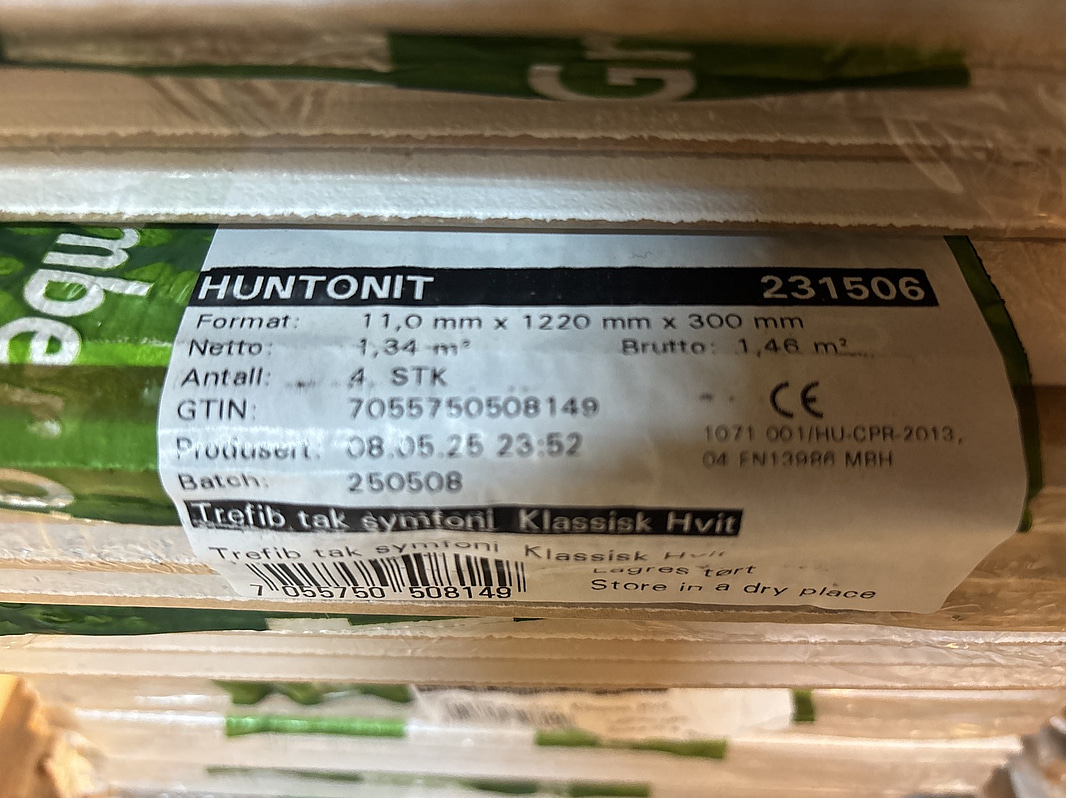 Gr
mbe
HUNTONIT 231506
Format: 11,0 mm x 1220 mm x 300 mm
Netto: 1,34 m² Brutto: 1,46 m²
Antall: 4 STK
GTIN: 7055750508149
CE
Produsert: 08.05.25 23:52
1071 001/HU-CPR-2013,
04 EN13986 MBH
Batch: 250508
Trefib tak symfoni Klassisk Hvit
Trefib tak symfoni Klassisk Hvit
Lagres tørt
Store in a dry place
7 055750 508149